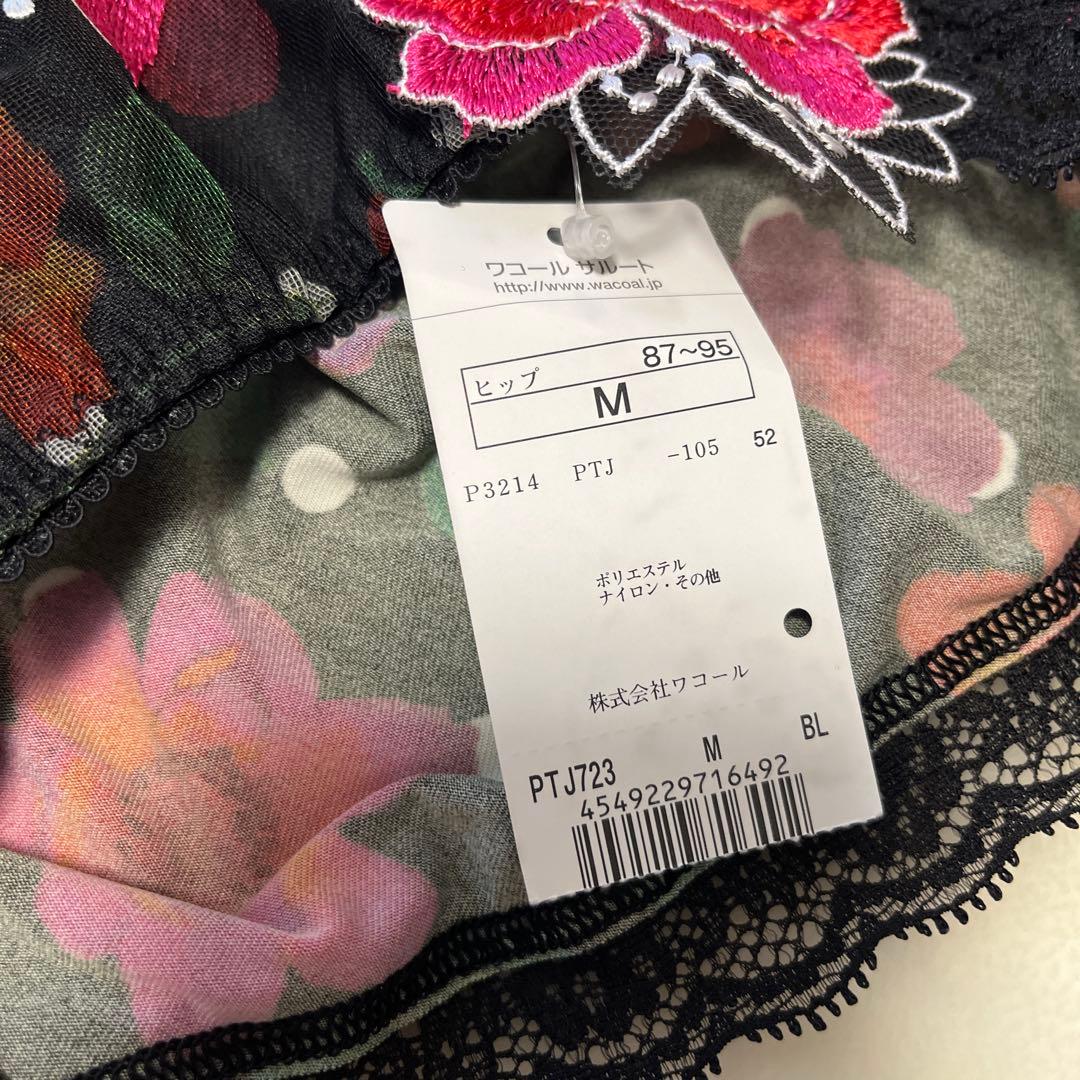 ワコール サルート
http://www.wacoal.jp
ヒップ 87~95
M
P3214 PTJ -105 52
ポリエステル
ナイロン・その他
株式会社ワコール
PTJ723 M BL
4549229716492